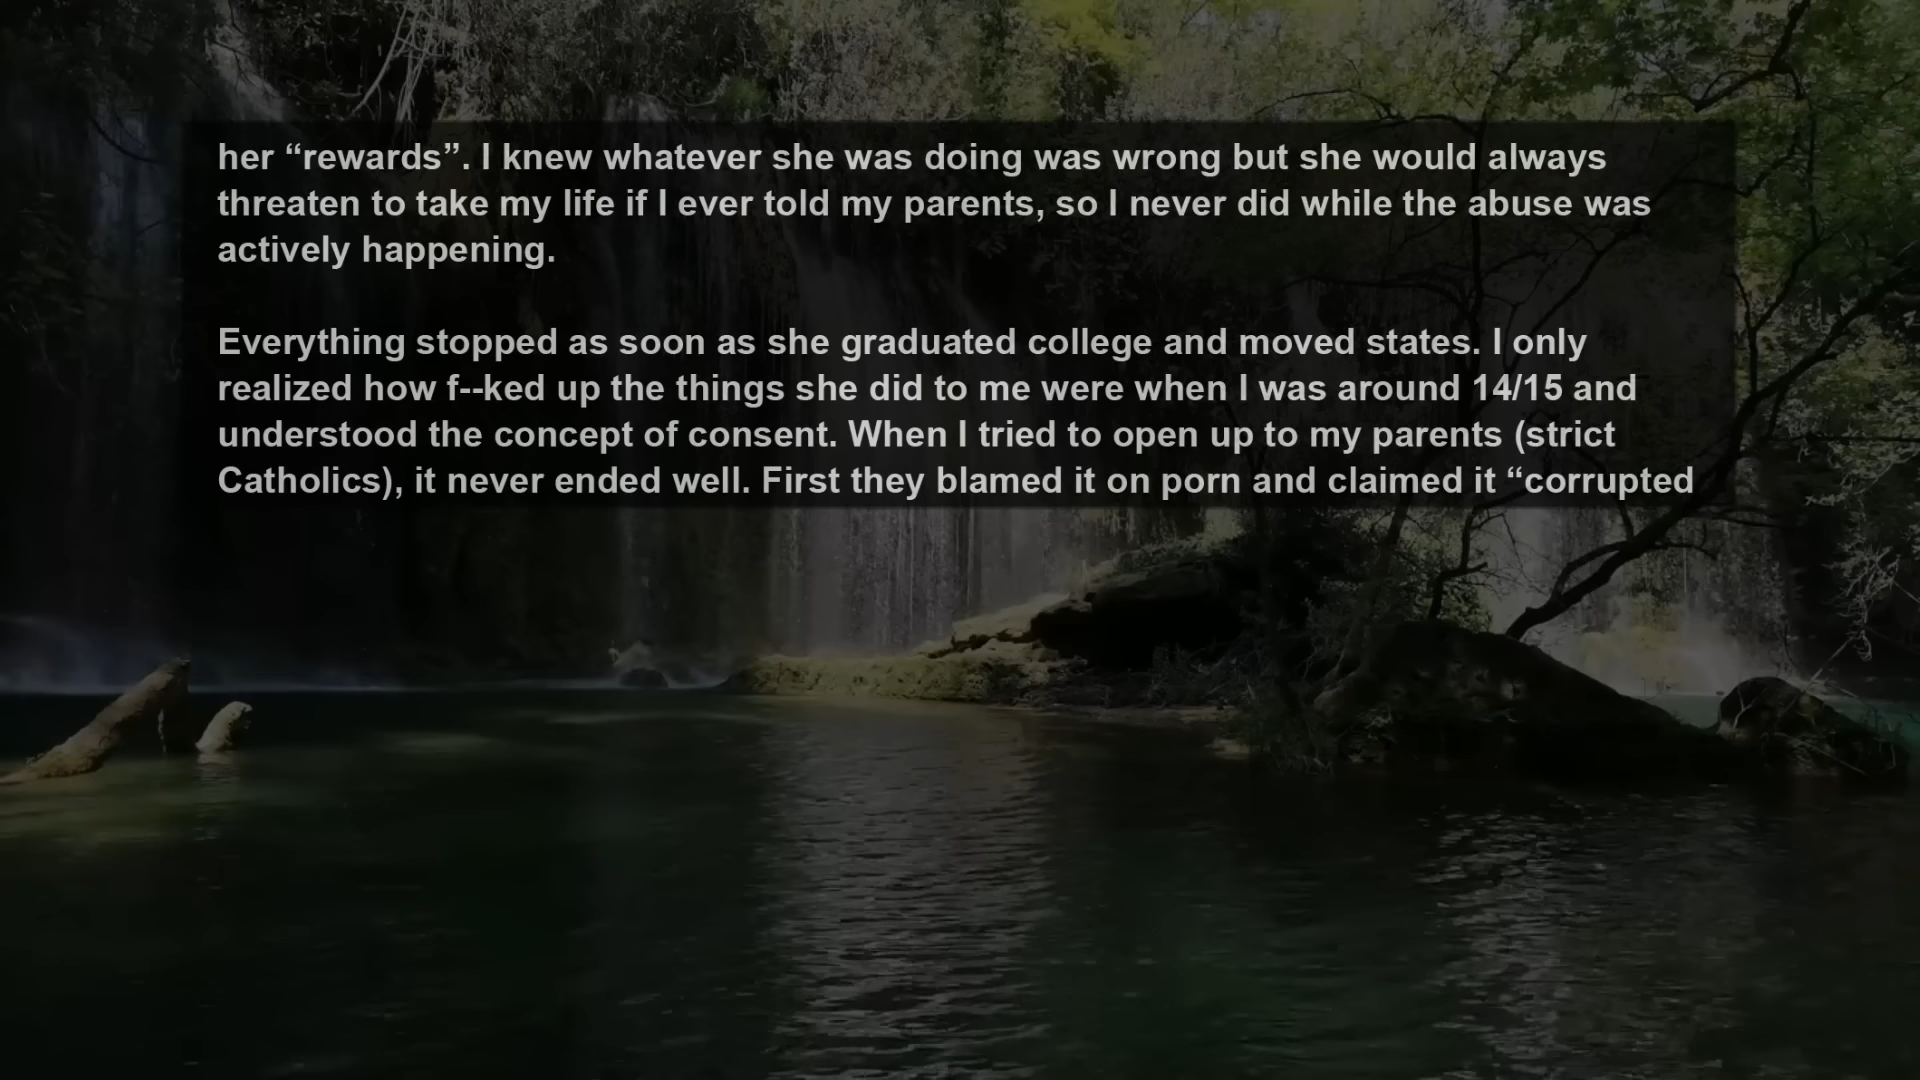 her “rewards”. I knew whatever she was doing was wrong but she would always
threaten to take my life if I ever told my parents, so I never did while the abuse was
actively happening.
Everything stopped as soon as she graduated college and moved states. I only
realized how f--ked up the things she did to me were when I was around 14/15 and
understood the concept of consent. When I tried to open up to my parents (strict
Catholics), it never ended well. First they blamed it on porn and claimed it “corrupted